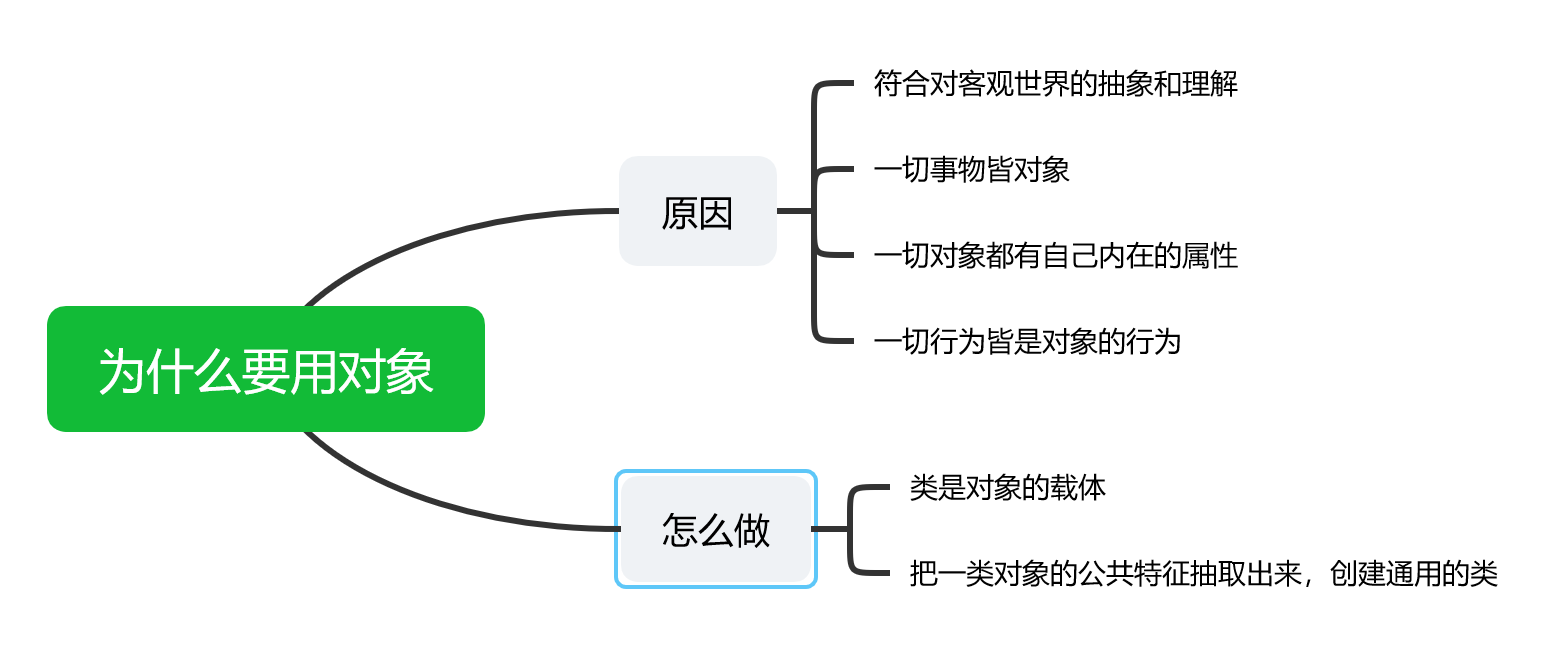 为什么要用对象
原因
符合对客观世界的抽象和理解
一切事物皆对象
一切对象都有自己内在的属性
一切行为皆是对象的行为
怎么做
类是对象的载体
把一类对象的公共特征抽取出来，创建通用的类